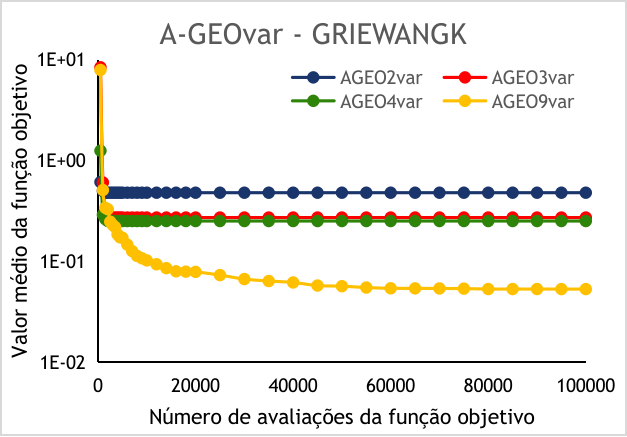 A-GEOvar - GRIEWANGK
AGEO2var AGEO3var
AGEO4var AGEO9var
Valor médio da função objetivo
1E+01
1E+00
1E-01
1E-02
0 20000 40000 60000 80000 100000
Número de avaliações da função objetivo